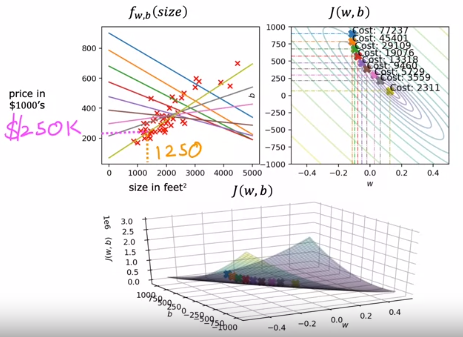 f_{w,b}(size)
J(w,b)
price in
$1000's
$250K
800
600
400
200
0 1000 2000 3000 4000 5000
1250
size in feet²
1000
750
500
250
0
−250
−500
−750
−1000
b
Cost: 77237
Cost: 45401
Cost: 29109
Cost: 19076
Cost: 13318
Cost: 9460
Cost: 5729
Cost: 3559
Cost: 2311
−0.4 −0.2 0.0 0.2 0.4
w
J(w,b)
1e6
3.0
2.5
2.0
1.5
1.0
0.5
0.0
J(w, b)
1000
750
500
250
0
−250
−500
−750
−1000
b
−0.4 −0.2 0.0 0.2 0.4
w